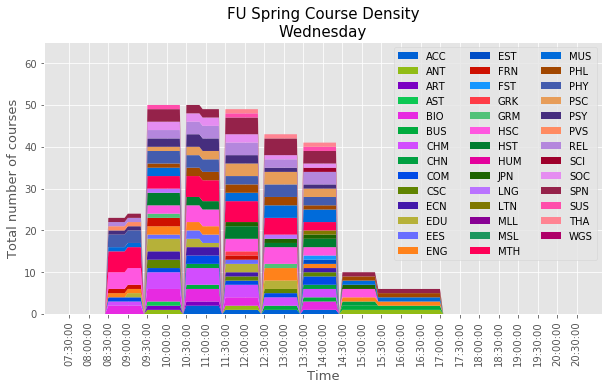 FU Spring Course Density
Wednesday
Total number of courses
60
50
40
30
20
10
0
ACC
ANT
ART
AST
BIO
BUS
CHM
CHN
COM
CSC
ECN
EDU
EES
ENG
EST
FRN
FST
GRK
GRM
HSC
HST
HUM
JPN
LNG
LTN
MLL
MSL
MTH
MUS
PHL
PHY
PSC
PSY
PVS
REL
SCI
SOC
SPN
SUS
THA
WGS
07:30:00
08:00:00
08:30:00
09:00:00
09:30:00
10:00:00
10:30:00
11:00:00
11:30:00
12:00:00
12:30:00
13:00:00
13:30:00
14:00:00
14:30:00
15:00:00
15:30:00
16:00:00
16:30:00
17:00:00
17:30:00
18:00:00
18:30:00
19:00:00
19:30:00
20:00:00
20:30:00
Time